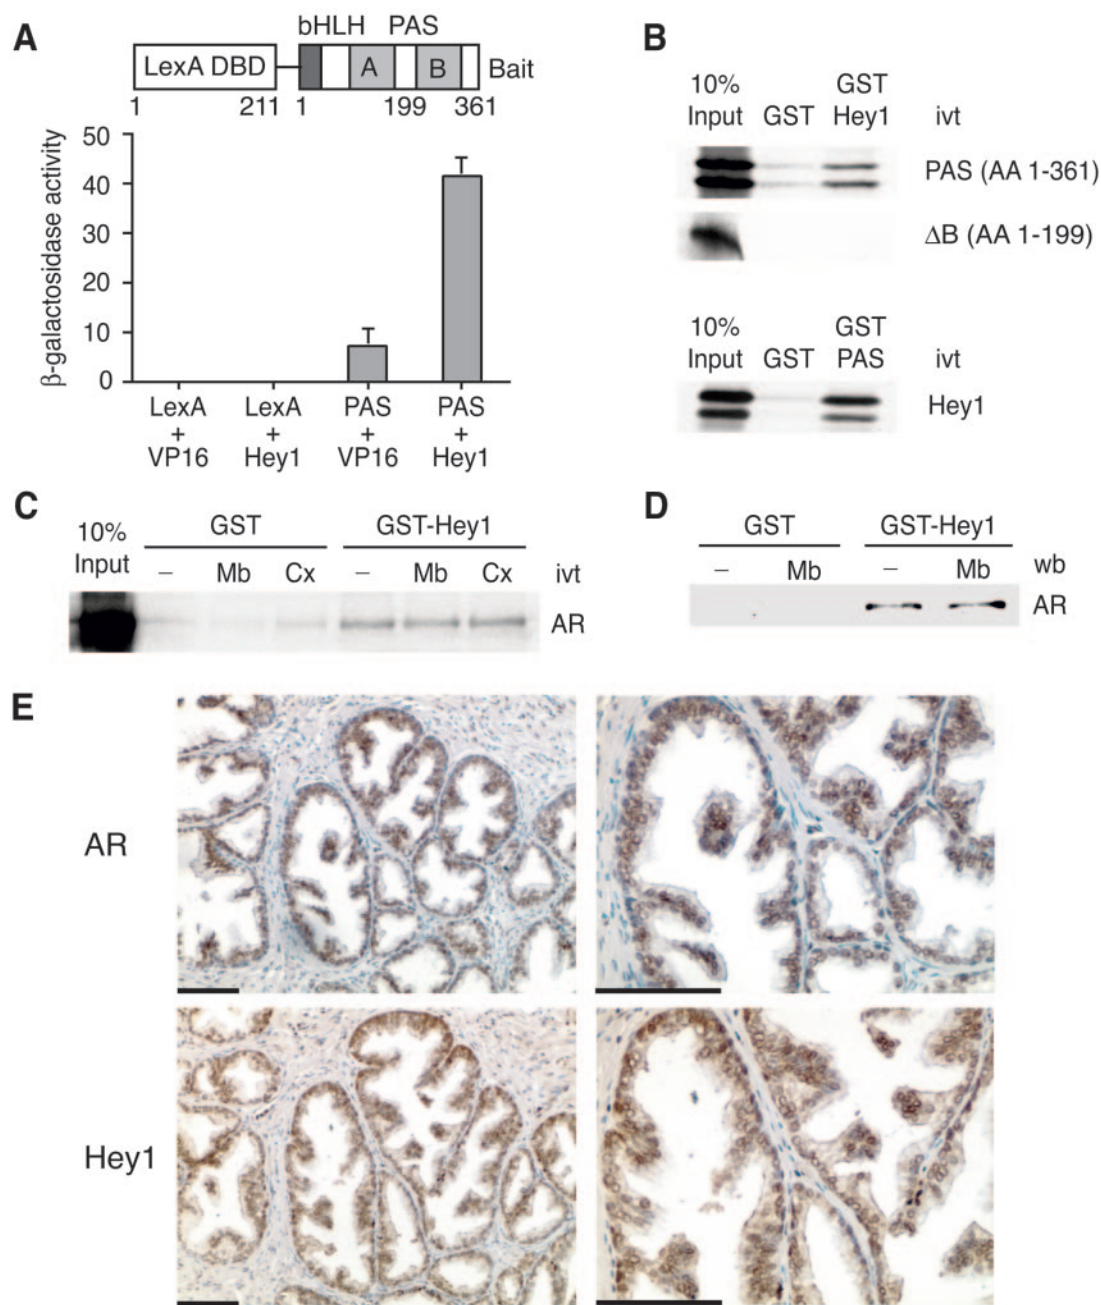 A
bHLH PAS
LexA DBD
A
B
Bait
1 211 1 199 361
β-galactosidase activity
50
40
30
20
10
0
LexA + VP16
LexA + Hey1
PAS + VP16
PAS + Hey1
B
10% Input
GST
GST Hey1
ivt
PAS (AA 1-361)
ΔB (AA 1-199)
10% Input
GST
GST PAS
ivt
Hey1
C
10% Input
GST
GST-Hey1
– Mb Cx – Mb Cx ivt
AR
D
GST
GST-Hey1
– Mb – Mb wb
AR
E
AR
Hey1